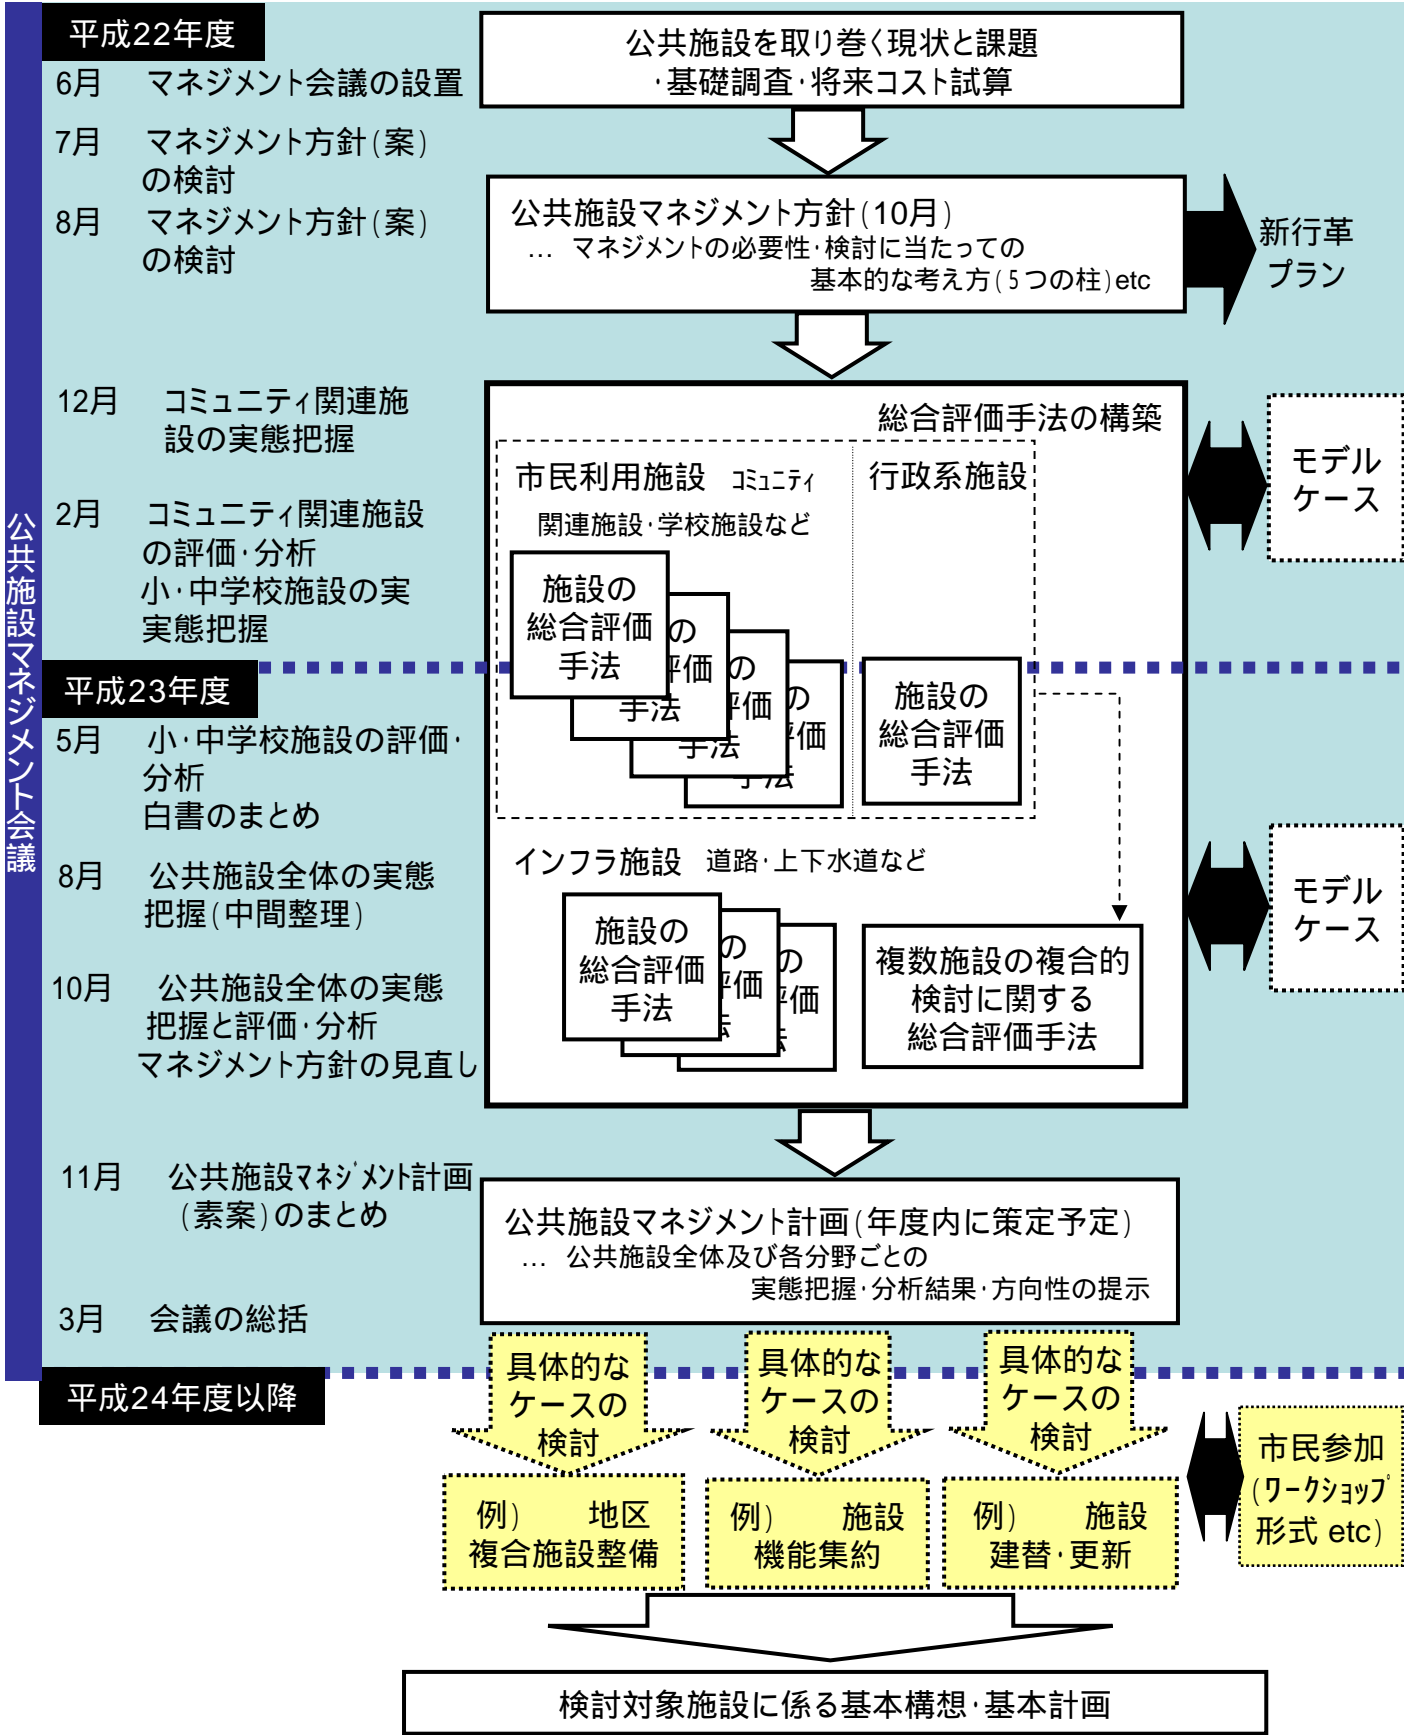 平成22年度
6月 マネジメント会議の設置
7月 マネジメント方針(案)
の検討
8月 マネジメント方針(案)
の検討
12月 コミュニティ関連施
設の実態把握
2月 コミュニティ関連施設
の評価・分析
小・中学校施設の実
実態把握
平成23年度
5月 小・中学校施設の評価・
分析
白書のまとめ
8月 公共施設全体の実態
把握(中間整理)
10月 公共施設全体の実態
把握と評価・分析
マネジメント方針の見直し
11月 公共施設マネジメント計画
(素案)のまとめ
3月 会議の総括
平成24年度以降
公共施設マネジメント会議
公共施設を取り巻く現状と課題
・基礎調査・将来コスト試算
公共施設マネジメント方針(10月)
… マネジメントの必要性・検討に当たっての
基本的な考え方(5つの柱)etc
新行革
プラン
総合評価手法の構築
市民利用施設 コミュニティ
関連施設・学校施設など
行政系施設
施設の
総合評価
手法
の
評価
手法
の
評価
手法
の
評価
手法
施設の
総合評価
手法
インフラ施設 道路・上下水道など
施設の
総合評価
手法
の
評価
法
の
評価
法
複数施設の複合的
検討に関する
総合評価手法
モデル
ケース
モデル
ケース
公共施設マネジメント計画(年度内に策定予定)
… 公共施設全体及び各分野ごとの
実態把握・分析結果・方向性の提示
具体的な
ケースの
検討
具体的な
ケースの
検討
具体的な
ケースの
検討
例) 地区
複合施設整備
例) 施設
機能集約
例) 施設
建替・更新
市民参加
(ワークショップ
形式 etc)
検討対象施設に係る基本構想・基本計画